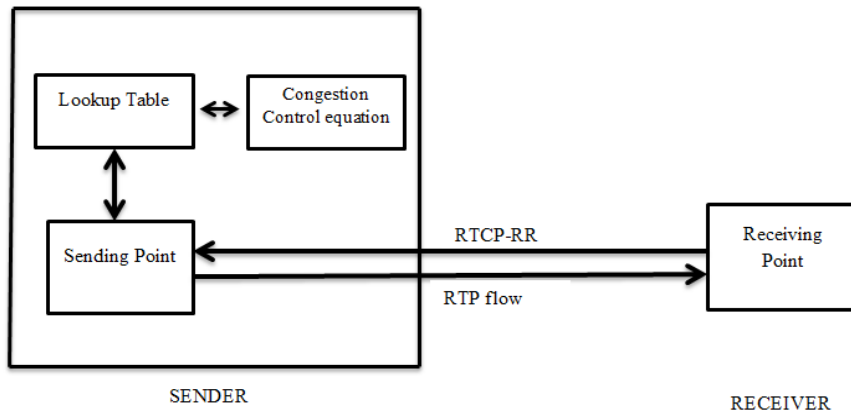 Lookup Table
Congestion
Control equation
Sending Point
RTCP-RR
RTP flow
Receiving
Point
SENDER
RECEIVER